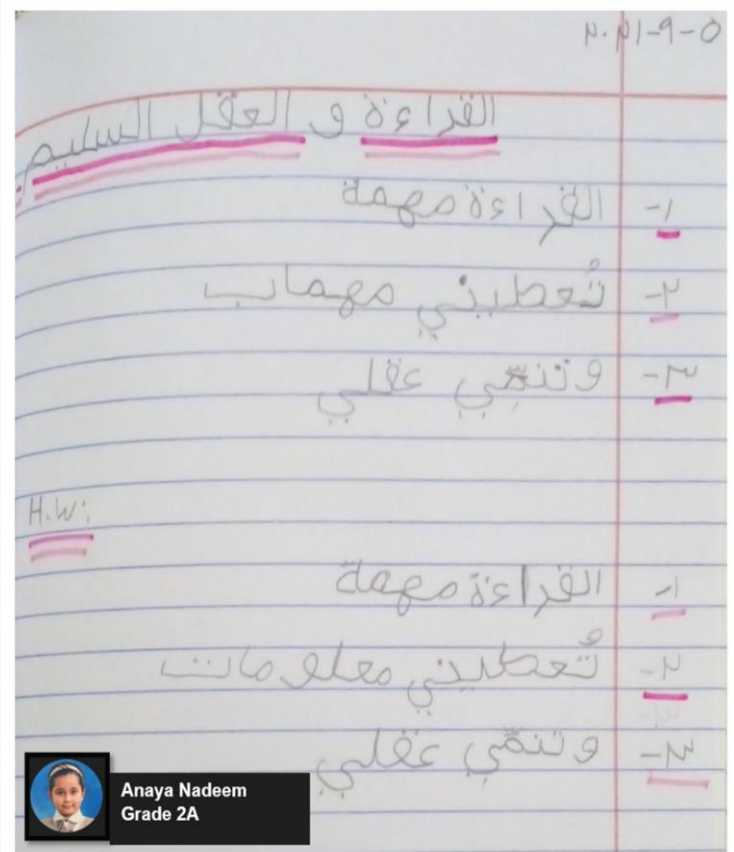 ٢٠٢١-٩-٥
القراءة و العقل السليم:
١- القراءة مهمة
٢- تُعطيني مهماب
٣- وتنمّي عقلي
H.W:
١- القراءة مهمة
٢- تُعطيني معلومات
٣- وتنمّي عقلي
Anaya Nadeem
Grade 2A